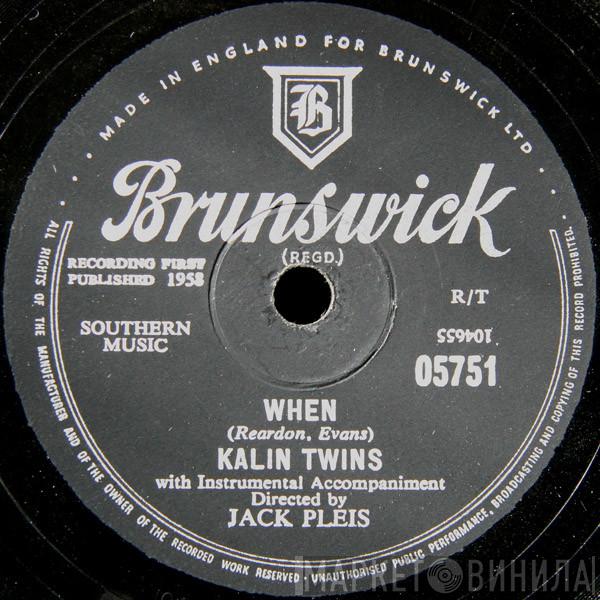 MADE IN ENGLAND FOR BRUNSWICK LTD
B
Brunswick
(REGD.)
RECORDING FIRST
PUBLISHED 1958
R/T
SOUTHERN
MUSIC
104655
05751
WHEN
(Reardon, Evans)
KALIN TWINS
with Instrumental Accompaniment
Directed by
JACK PLEIS
ALL RIGHTS OF THE MANUFACTURER AND OF THE OWNER OF THE RECORDED WORK RESERVED · UNAUTHORISED PUBLIC PERFORMANCE, BROADCASTING AND COPYING OF THIS RECORD PROHIBITED.
МАРКЕТ ВИНИЛА